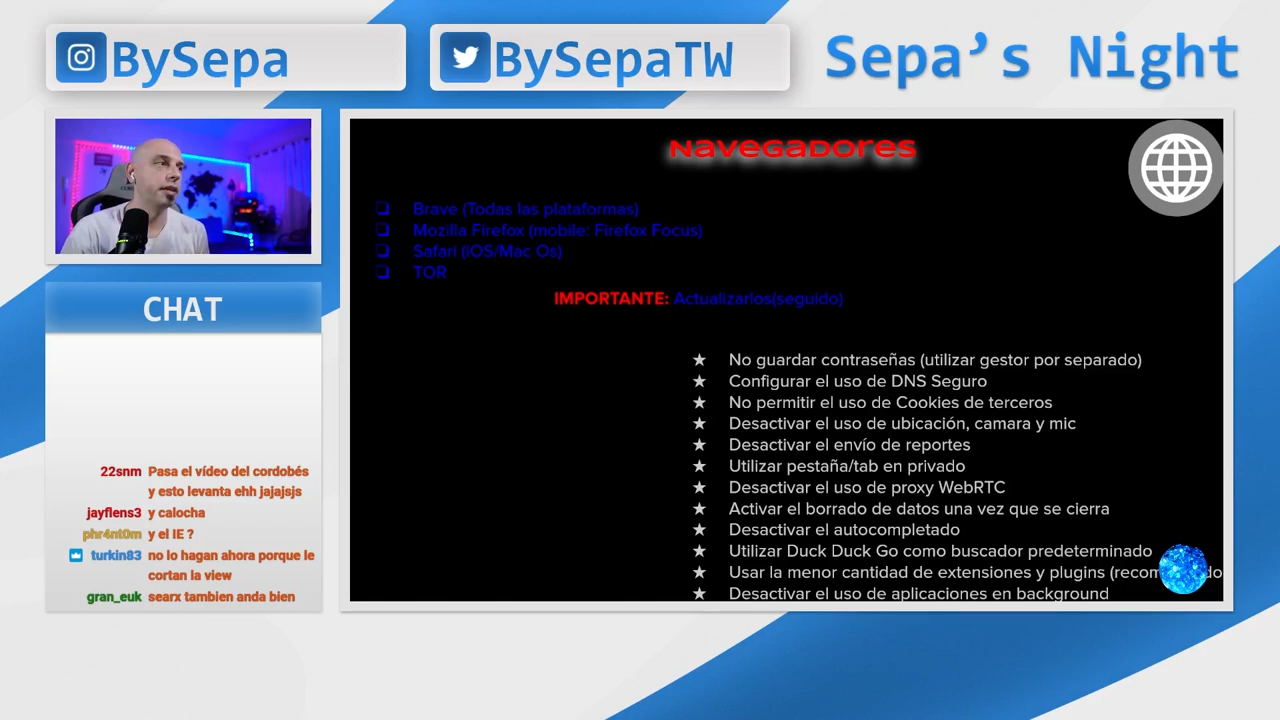 BySepa
BySepaTW
Sepa's Night
CHAT
22snm Pasa el vídeo del cordobés
y esto levanta ehh jajajsjs
jayflens3 y calocha
phr4nt0m y el IE ?
turkin83 no lo hagan ahora porque le
cortan la view
gran_euk searx tambien anda bien
Navegadores
Brave (Todas las plataformas)
Mozilla Firefox (mobile: Firefox Focus)
Safari (iOS/Mac Os)
TOR
IMPORTANTE: Actualizarlos(seguido)
No guardar contraseñas (utilizar gestor por separado)
Configurar el uso de DNS Seguro
No permitir el uso de Cookies de terceros
Desactivar el uso de ubicación, camara y mic
Desactivar el envío de reportes
Utilizar pestaña/tab en privado
Desactivar el uso de proxy WebRTC
Activar el borrado de datos una vez que se cierra
Desactivar el autocompletado
Utilizar Duck Duck Go como buscador predeterminado
Usar la menor cantidad de extensiones y plugins
Desactivar el uso de aplicaciones en background